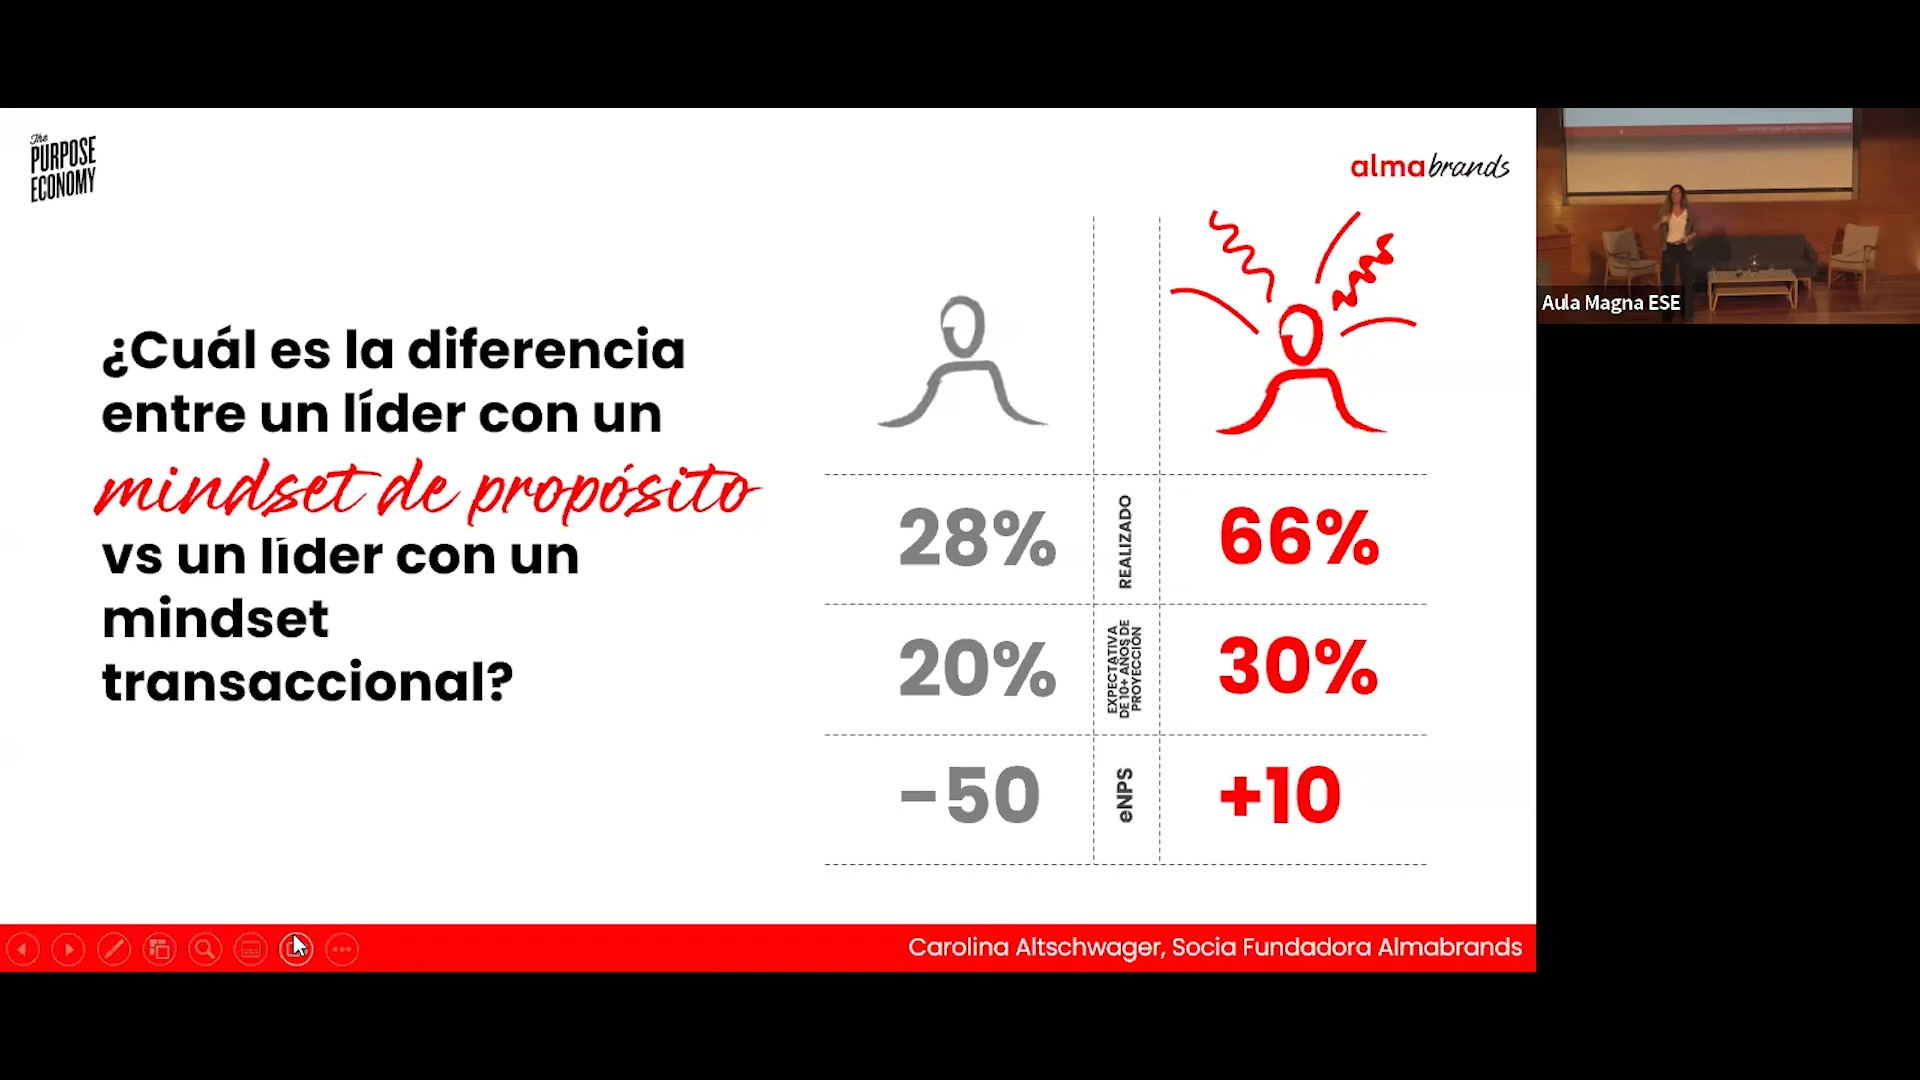 The
PURPOSE
ECONOMY
almabrands
¿Cuál es la diferencia
entre un líder con un
mindset de propósito
vs un líder con un
mindset
transaccional?
28%
REALIZADO
66%
20%
EXPECTATIVA
DE 10+ AÑOS DE
PROYECCIÓN
30%
-50
eNPS
+10
Carolina Altschwager, Socia Fundadora Almabrands
Aula Magna ESE